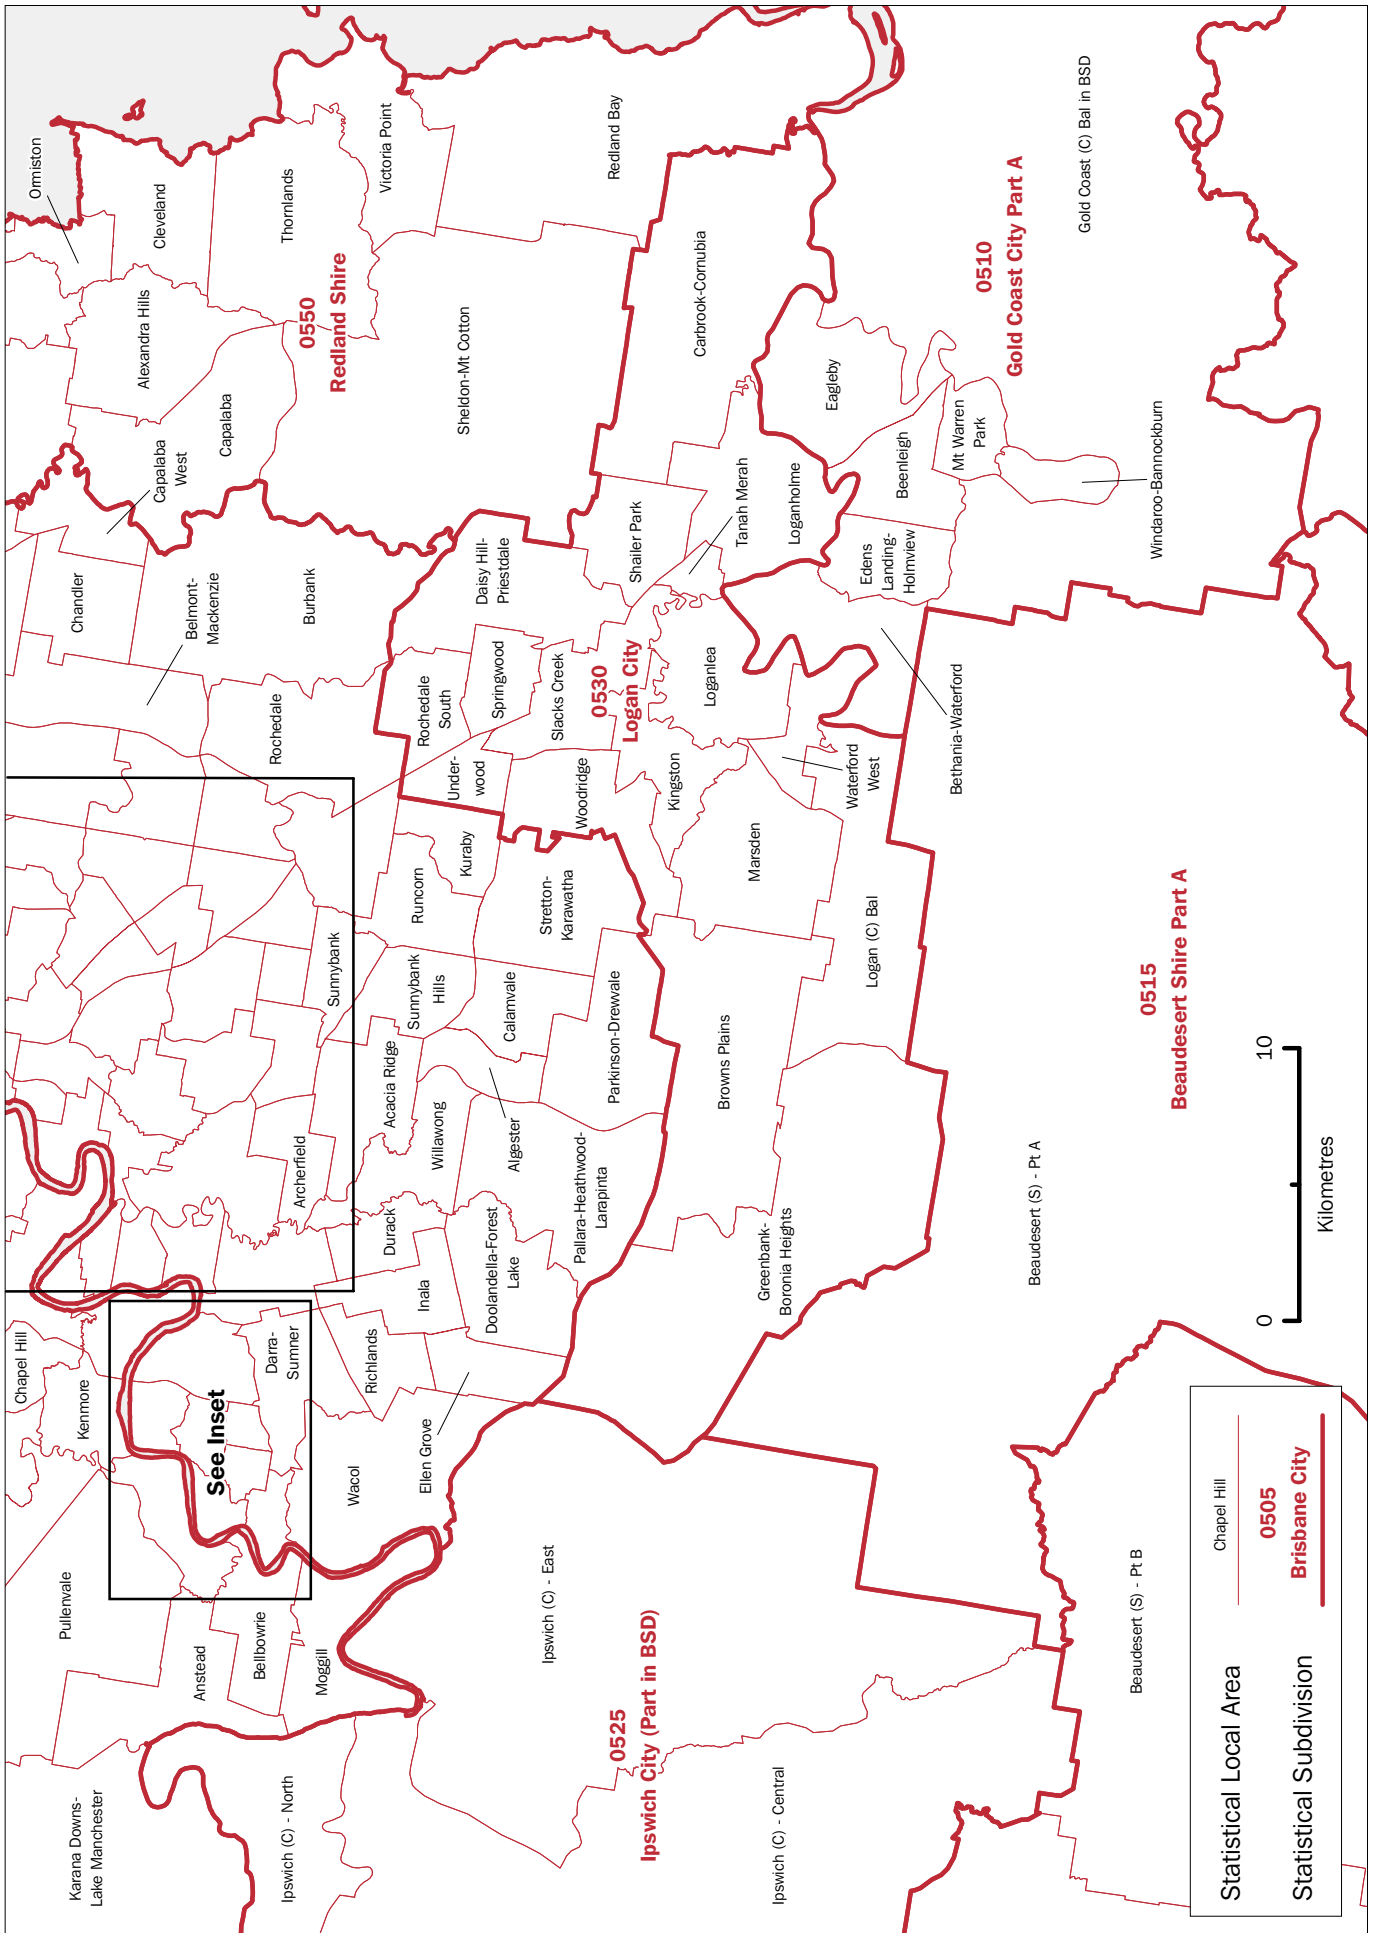 Chapel Hill
Kenmore
Pullenvale
Karana Downs-
Lake Manchester
Anstead
Bellbowrie
Moggill
Ipswich (C) - North
See Inset
Darra-
Sumner
Wacol
Richlands
Ellen Grove
Inala
Durack
Doolandella-Forest
Lake
Archerfield
Acacia Ridge
Willawong
Algester
Pallara-Heathwood-
Larapinta
Sunnybank
Sunnybank
Hills
Runcorn
Kuraby
Calamvale
Stretton-
Karawatha
Parkinson-Drewvale
Rochedale
Burbank
Belmont-
Mackenzie
Chandler
Capalaba
West
Capalaba
Alexandra Hills
Ormiston
Cleveland
Thornlands
Victoria Point
Redland Bay
Sheldon-Mt Cotton
0550
Redland Shire
Rochedale
South
Under-
wood
Springwood
Daisy Hill-
Priestdale
Slacks Creek
Woodridge
0530
Logan City
Kingston
Loganlea
Shailer Park
Tanah Merah
Loganholme
Carbrook-Cornubia
Marsden
Waterford
West
Browns Plains
Logan (C) Bal
Greenbank-
Boronia Heights
Eagleby
Beenleigh
Edens
Landing-
Holmview
Mt Warren
Park
Bethania-Waterford
Windaroo-Bannockburn
0510
Gold Coast City Part A
Gold Coast (C) Bal in BSD
0515
Beaudesert Shire Part A
Beaudesert (S) - Pt A
Beaudesert (S) - Pt B
Ipswich (C) - East
0525
Ipswich City (Part in BSD)
Ipswich (C) - Central
0
10
Kilometres
Statistical Local Area
Chapel Hill
Statistical Subdivision
0505
Brisbane City